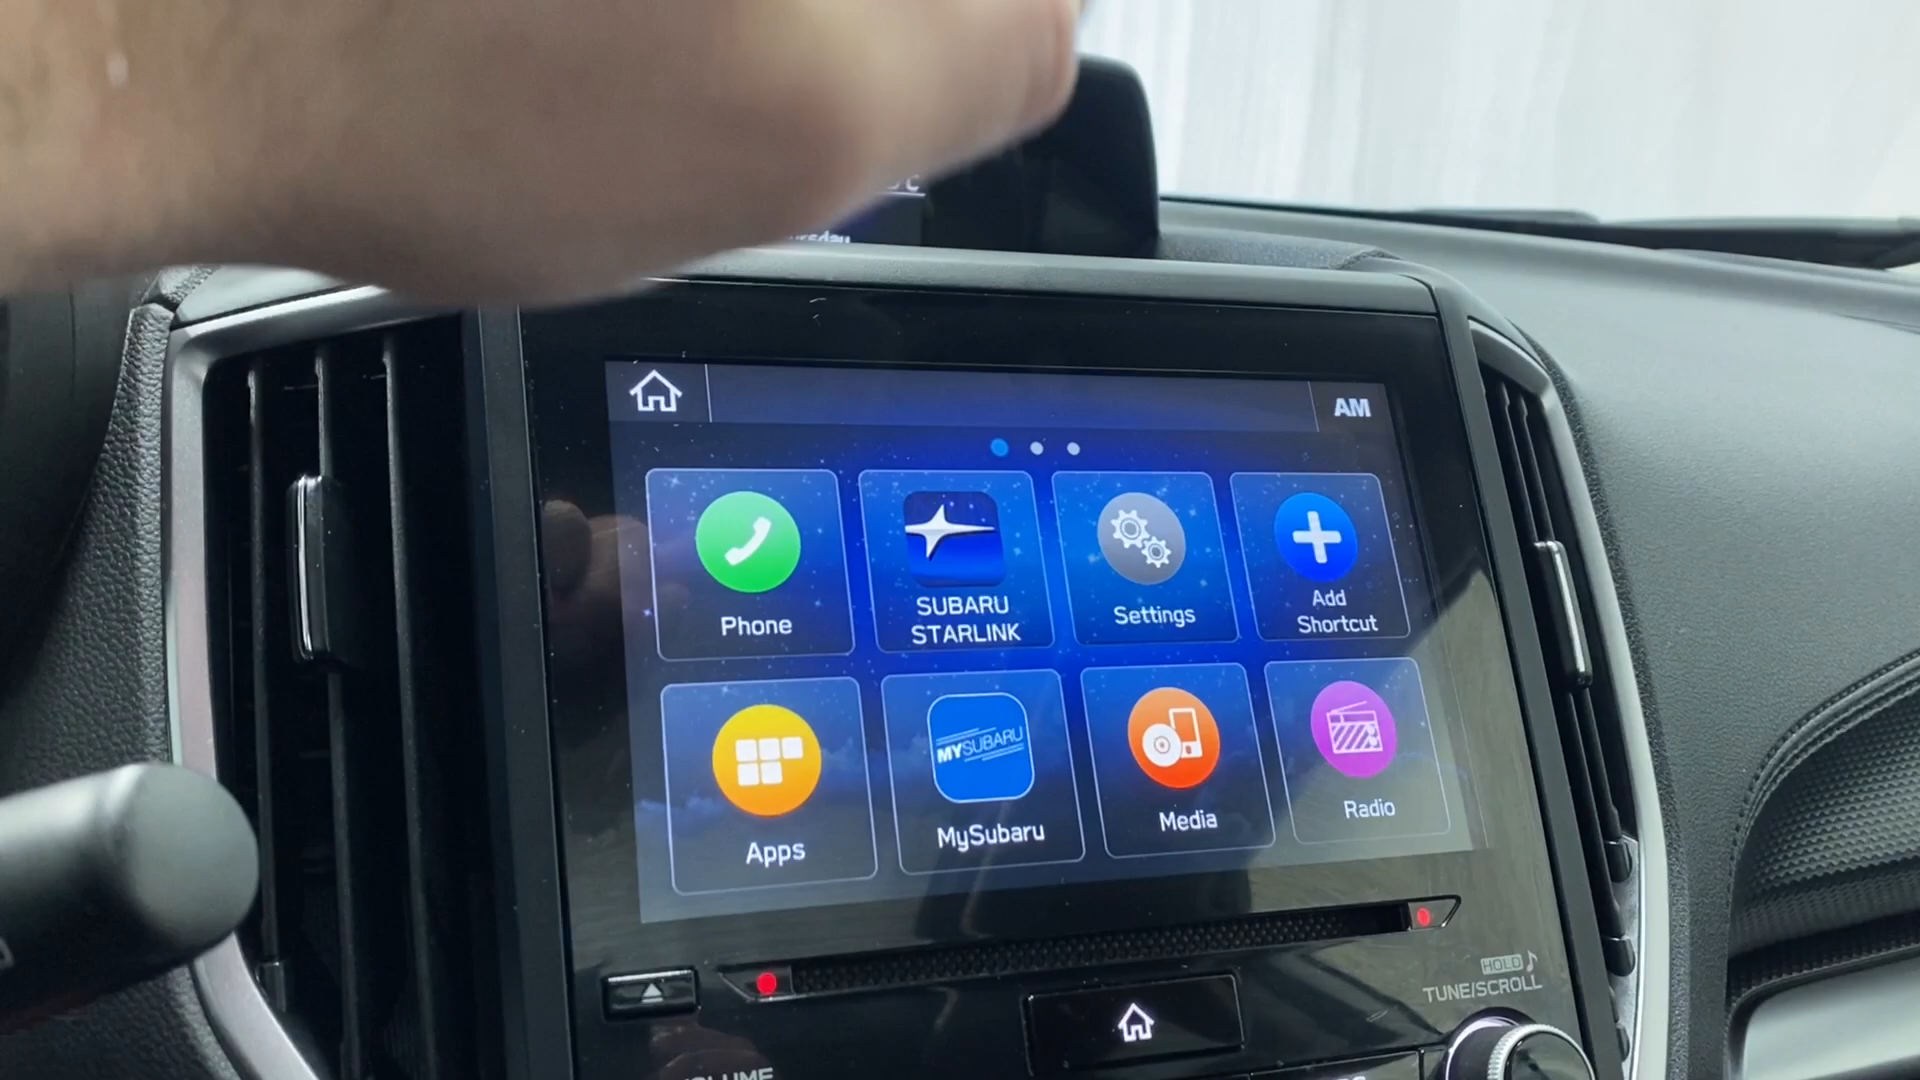 AM
Phone
SUBARU
STARLINK
Settings
Add
Shortcut
Apps
MYSUBARU
MySubaru
Media
Radio
HOLD
TUNE/SCROLL